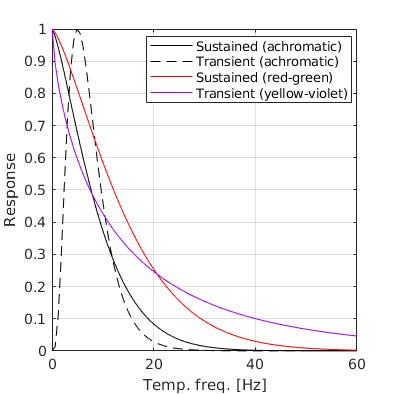 Sustained (achromatic)
Transient (achromatic)
Sustained (red-green)
Transient (yellow-violet)
1
0.9
0.8
0.7
0.6
0.5
0.4
0.3
0.2
0.1
0
Response
0 20 40 60
Temp. freq. [Hz]